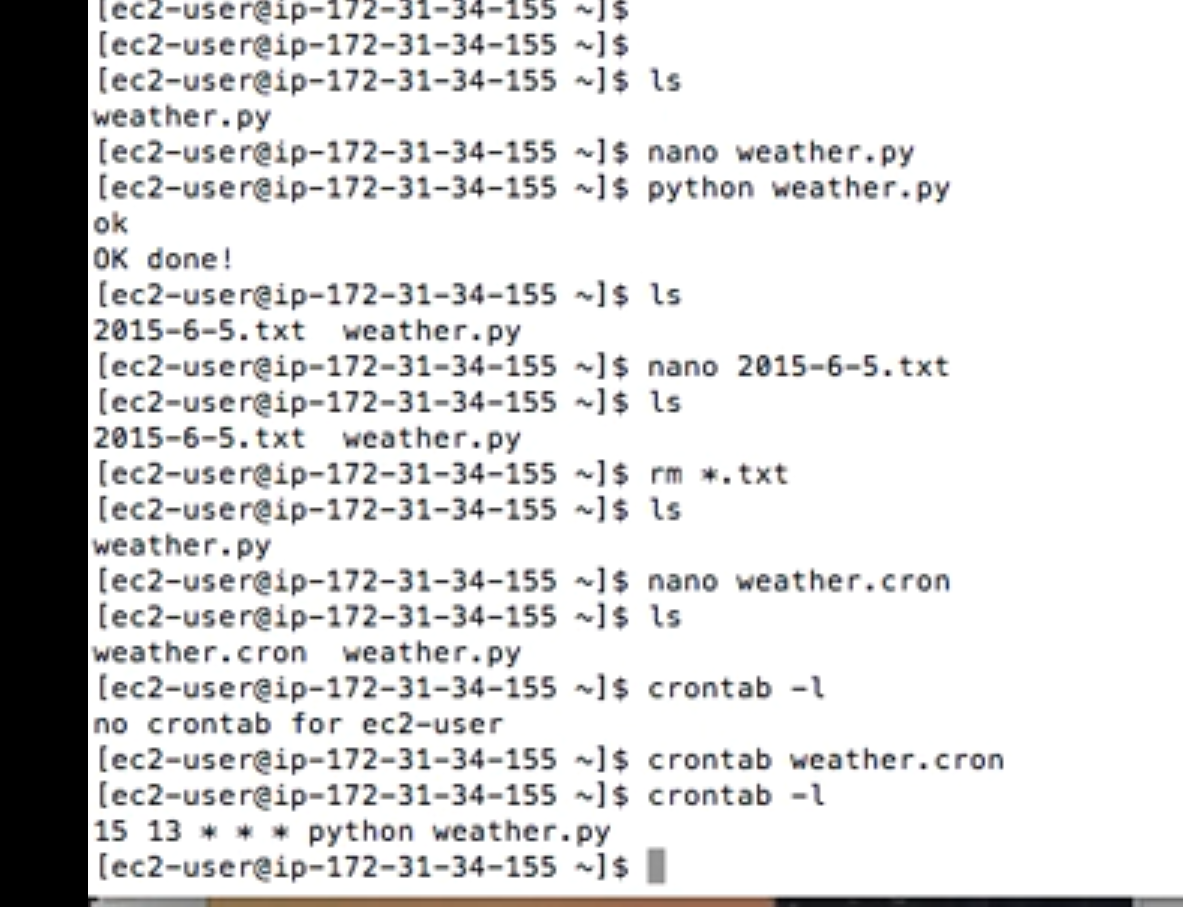 [ec2-user@ip-172-31-34-155 ~]$
[ec2-user@ip-172-31-34-155 ~]$
[ec2-user@ip-172-31-34-155 ~]$ ls
weather.py
[ec2-user@ip-172-31-34-155 ~]$ nano weather.py
[ec2-user@ip-172-31-34-155 ~]$ python weather.py
ok
OK done!
[ec2-user@ip-172-31-34-155 ~]$ ls
2015-6-5.txt  weather.py
[ec2-user@ip-172-31-34-155 ~]$ nano 2015-6-5.txt
[ec2-user@ip-172-31-34-155 ~]$ ls
2015-6-5.txt  weather.py
[ec2-user@ip-172-31-34-155 ~]$ rm *.txt
[ec2-user@ip-172-31-34-155 ~]$ ls
weather.py
[ec2-user@ip-172-31-34-155 ~]$ nano weather.cron
[ec2-user@ip-172-31-34-155 ~]$ ls
weather.cron  weather.py
[ec2-user@ip-172-31-34-155 ~]$ crontab -l
no crontab for ec2-user
[ec2-user@ip-172-31-34-155 ~]$ crontab weather.cron
[ec2-user@ip-172-31-34-155 ~]$ crontab -l
15 13 * * * python weather.py
[ec2-user@ip-172-31-34-155 ~]$